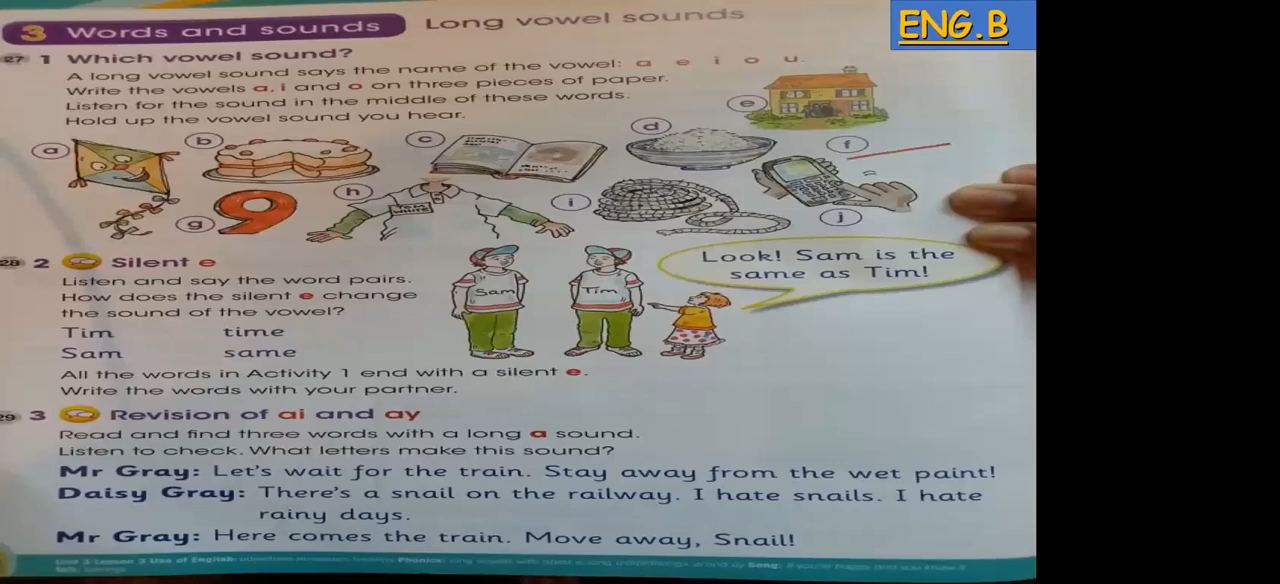 ENG.B
3 Words and sounds Long vowel sounds
27 1 Which vowel sound?
A long vowel sound says the name of the vowel: a e i o u.
Write the vowels a, i and o on three pieces of paper.
Listen for the sound in the middle of these words.
Hold up the vowel sound you hear.
a
b
c
d
e
f
g
9
h
i
j
28 2 Silent e
Listen and say the word pairs.
How does the silent e change
the sound of the vowel?
Tim time
Sam same
All the words in Activity 1 end with a silent e.
Write the words with your partner.
Sam
Tim
Look! Sam is the
same as Tim!
29 3 Revision of ai and ay
Read and find three words with a long a sound.
Listen to check. What letters make this sound?
Mr Gray: Let's wait for the train. Stay away from the wet paint!
Daisy Gray: There's a snail on the railway. I hate snails. I hate
rainy days.
Mr Gray: Here comes the train. Move away, Snail!
Unit 3 Lesson 3 Use of English: